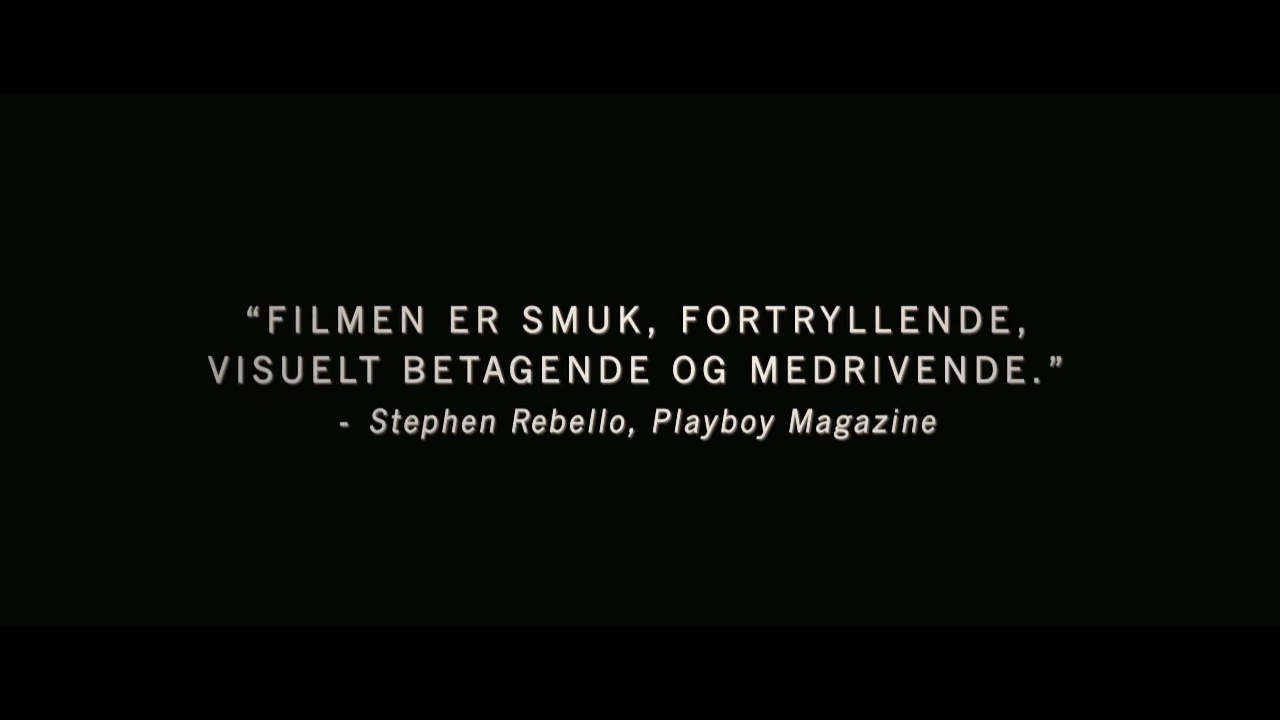 “FILMEN ER SMUK, FORTRYLLENDE,
VISUELT BETAGENDE OG MEDRIVENDE.”
- Stephen Rebello, Playboy Magazine